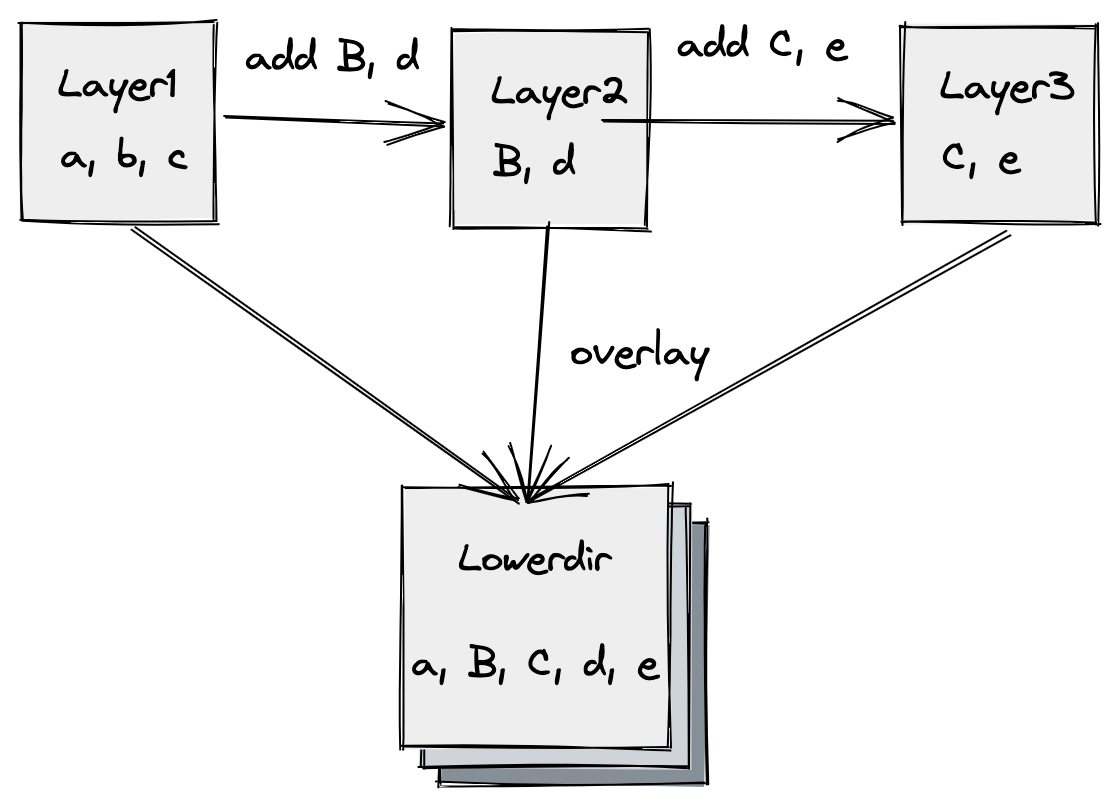 Layer1
a, b, c
add B, d
Layer2
B, d
add C, e
Layer3
C, e
overlay
Lowerdir
a, B, C, d, e